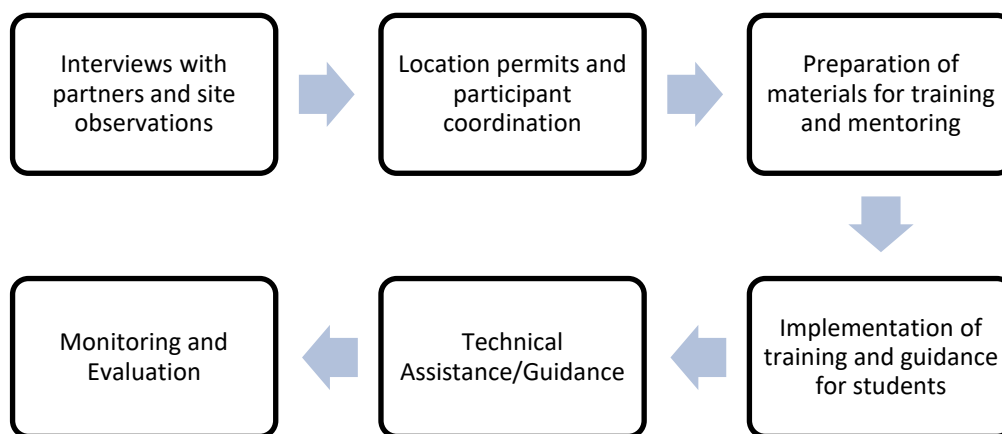 Interviews with
partners and site
observations
Location permits and
participant
coordination
Preparation of
materials for training
and mentoring
Implementation of
training and guidance
for students
Technical
Assistance/Guidance
Monitoring and
Evaluation